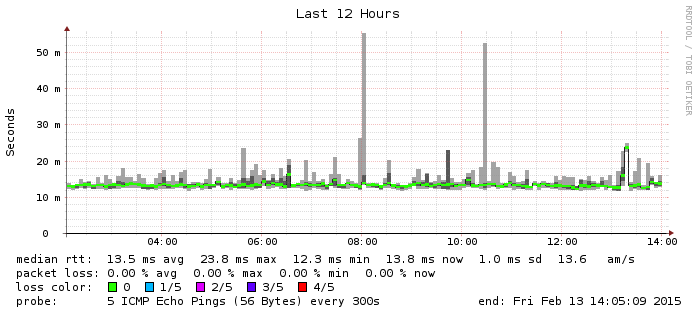 Last 12 Hours
RRDTOOL / TOBI OETIKER
Seconds
50 m
40 m
30 m
20 m
10 m
0
04:00 06:00 08:00 10:00 12:00 14:00
median rtt: 13.5 ms avg 23.8 ms max 12.3 ms min 13.8 ms now 1.0 ms sd 13.6 am/s
packet loss: 0.00 % avg 0.00 % max 0.00 % min 0.00 % now
loss color: 0 1/5 2/5 3/5 4/5
probe: 5 ICMP Echo Pings (56 Bytes) every 300s end: Fri Feb 13 14:05:09 2015